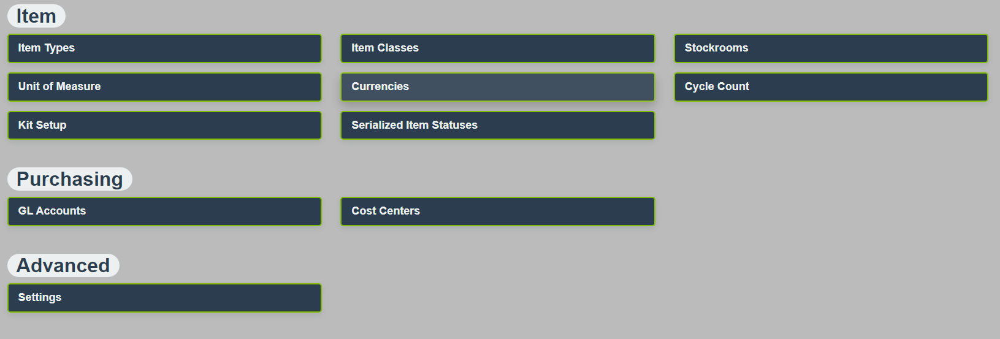 Item
Item Types
Item Classes
Stockrooms
Unit of Measure
Currencies
Cycle Count
Kit Setup
Serialized Item Statuses
Purchasing
GL Accounts
Cost Centers
Advanced
Settings